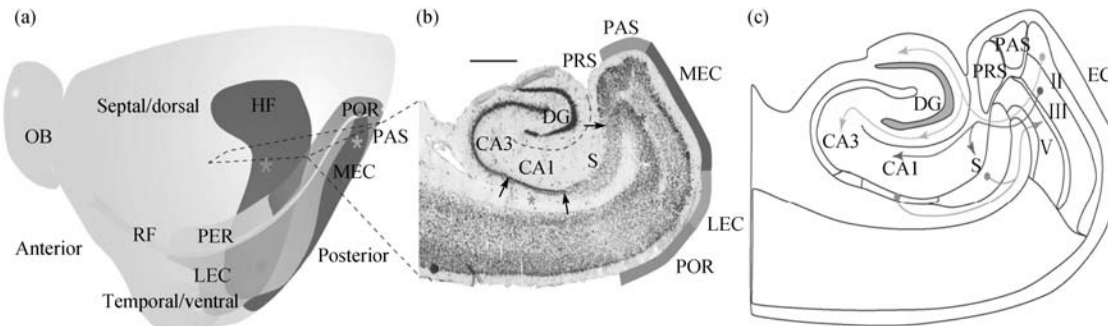 (a)
Septal/dorsal
HF
POR
OB
PAS
MEC
RF
PER
Anterior
Posterior
LEC
Temporal/ventral
(b)
PAS
PRS
MEC
DG
CA3
S
CA1
*
LEC
POR
(c)
PAS
PRS
II
EC
DG
III
CA3
V
CA1
S